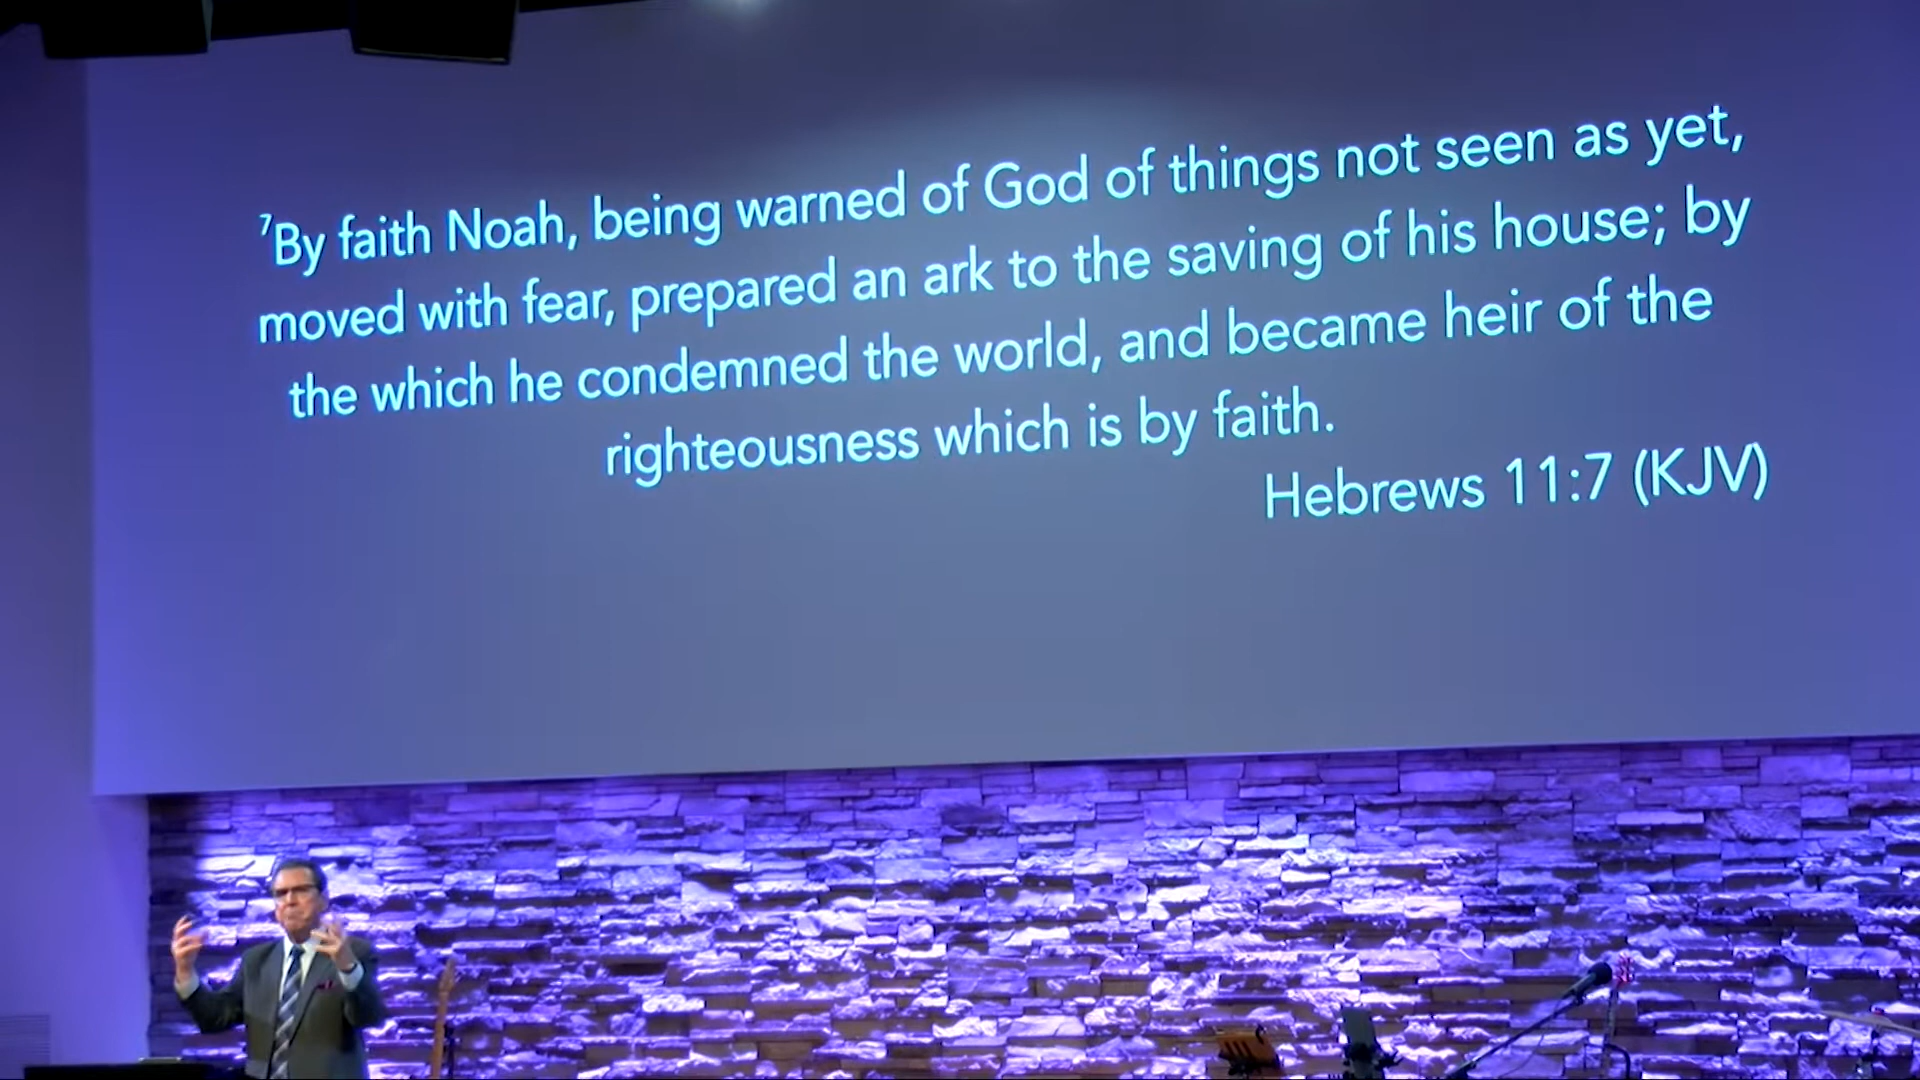 ⁷By faith Noah, being warned of God of things not seen as yet,
moved with fear, prepared an ark to the saving of his house; by
the which he condemned the world, and became heir of the
righteousness which is by faith.
Hebrews 11:7 (KJV)